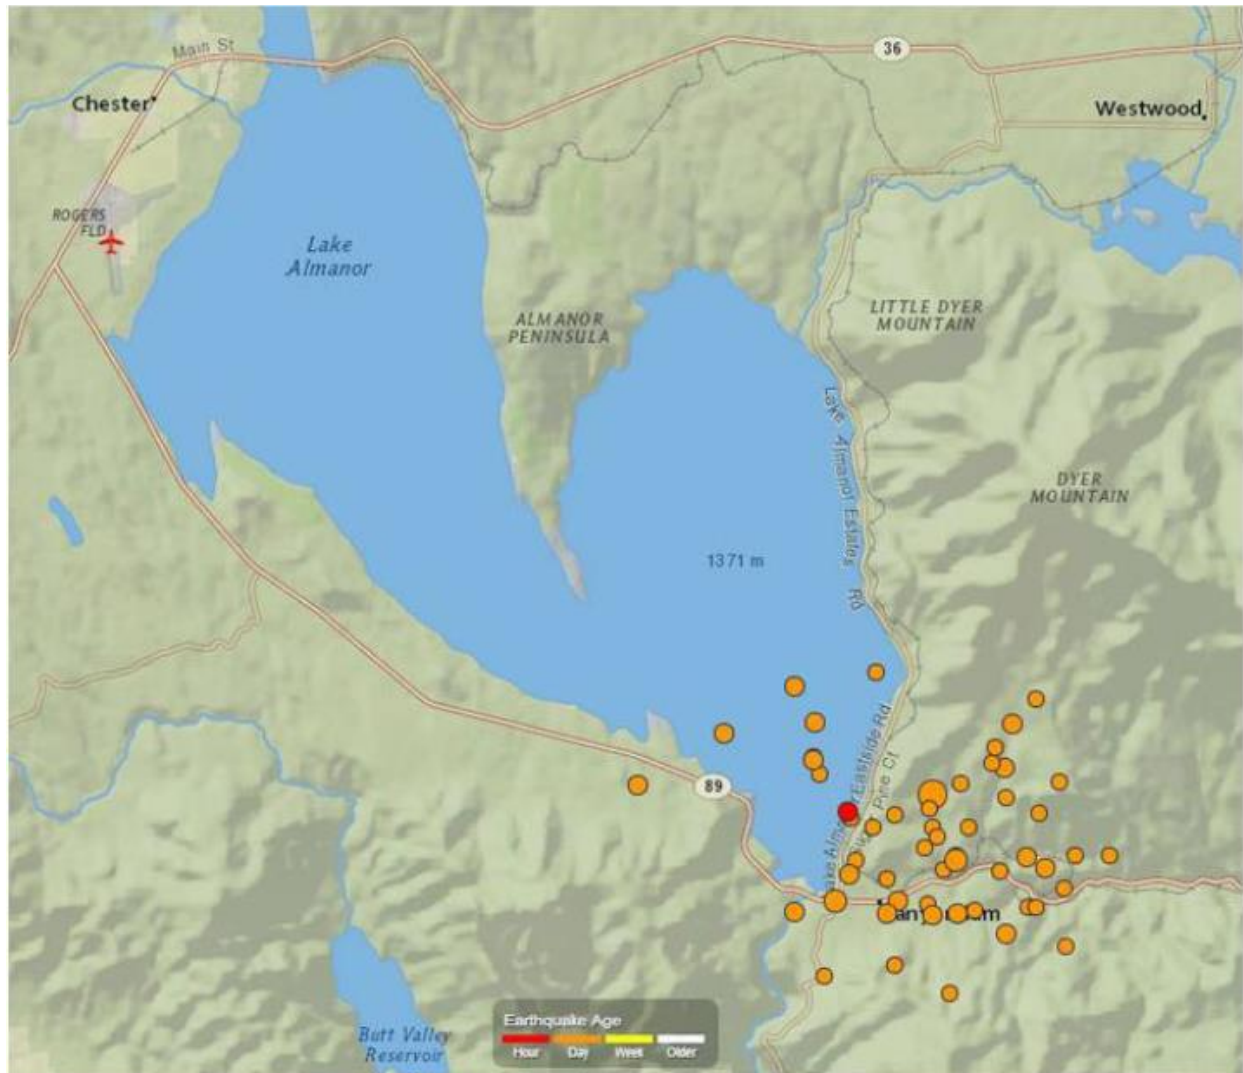 Main St
36
Chester
Westwood
ROGERS
FLD
Lake
Almanor
ALMANOR
PENINSULA
LITTLE DYER
MOUNTAIN
Lake Almanor Estates Rd
DYER
MOUNTAIN
1371 m
Eastside Rd
Pine Ct
89
Butt Valley
Reservoir
Earthquake Age
Hour Day Week Older